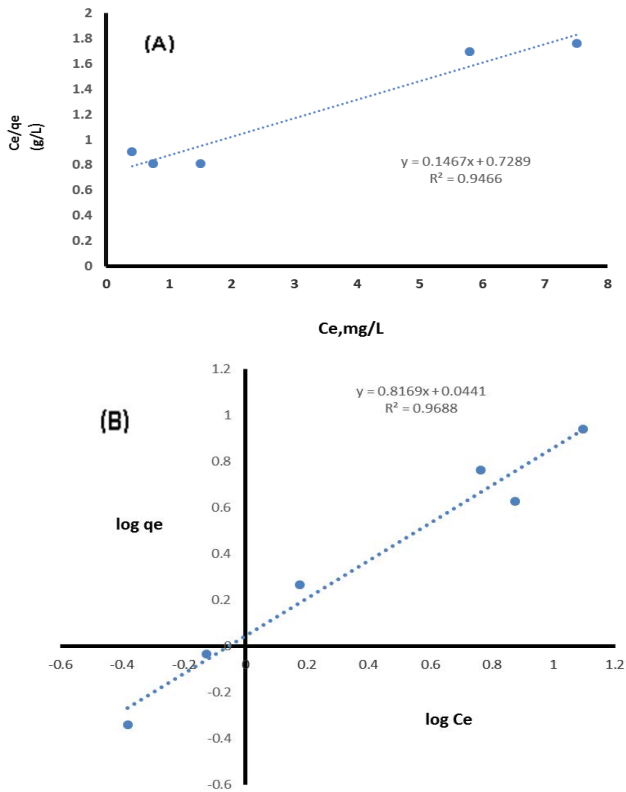 2
1.8
(A)
1.6
1.4
Ce/qe
(g/L)
1.2
1
0.8
y = 0.1467x + 0.7289
R² = 0.9466
0.6
0.4
0.2
0
0 1 2 3 4 5 6 7 8
Ce,mg/L
1.2
y = 0.8169x + 0.0441
R² = 0.9688
1
(B)
0.8
0.6
log qe
0.4
0.2
0
-0.6 -0.4 -0.2 0 0.2 0.4 0.6 0.8 1 1.2
-0.2
log Ce
-0.4
-0.6